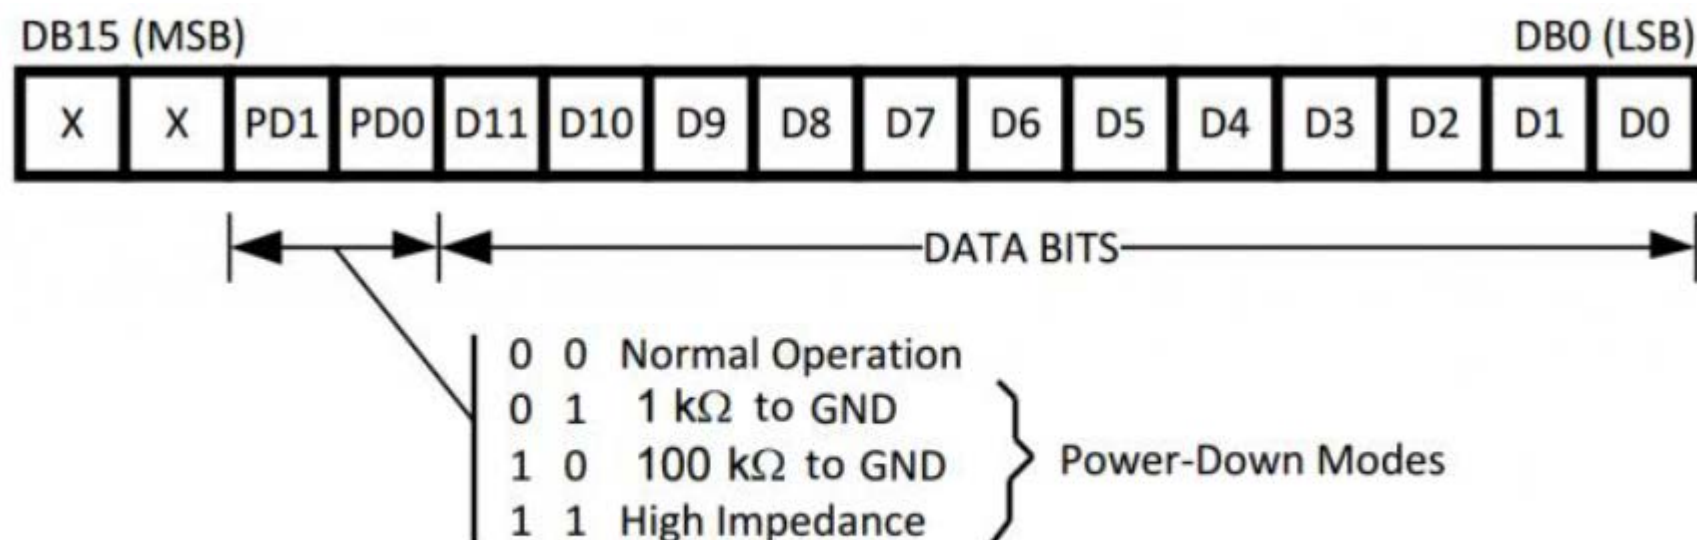 DB15 (MSB) DB0 (LSB)
X X PD1 PD0 D11 D10 D9 D8 D7 D6 D5 D4 D3 D2 D1 D0
DATA BITS
0 0 Normal Operation
0 1 1 kΩ to GND
1 0 100 kΩ to GND
Power-Down Modes
1 1 High Impedance